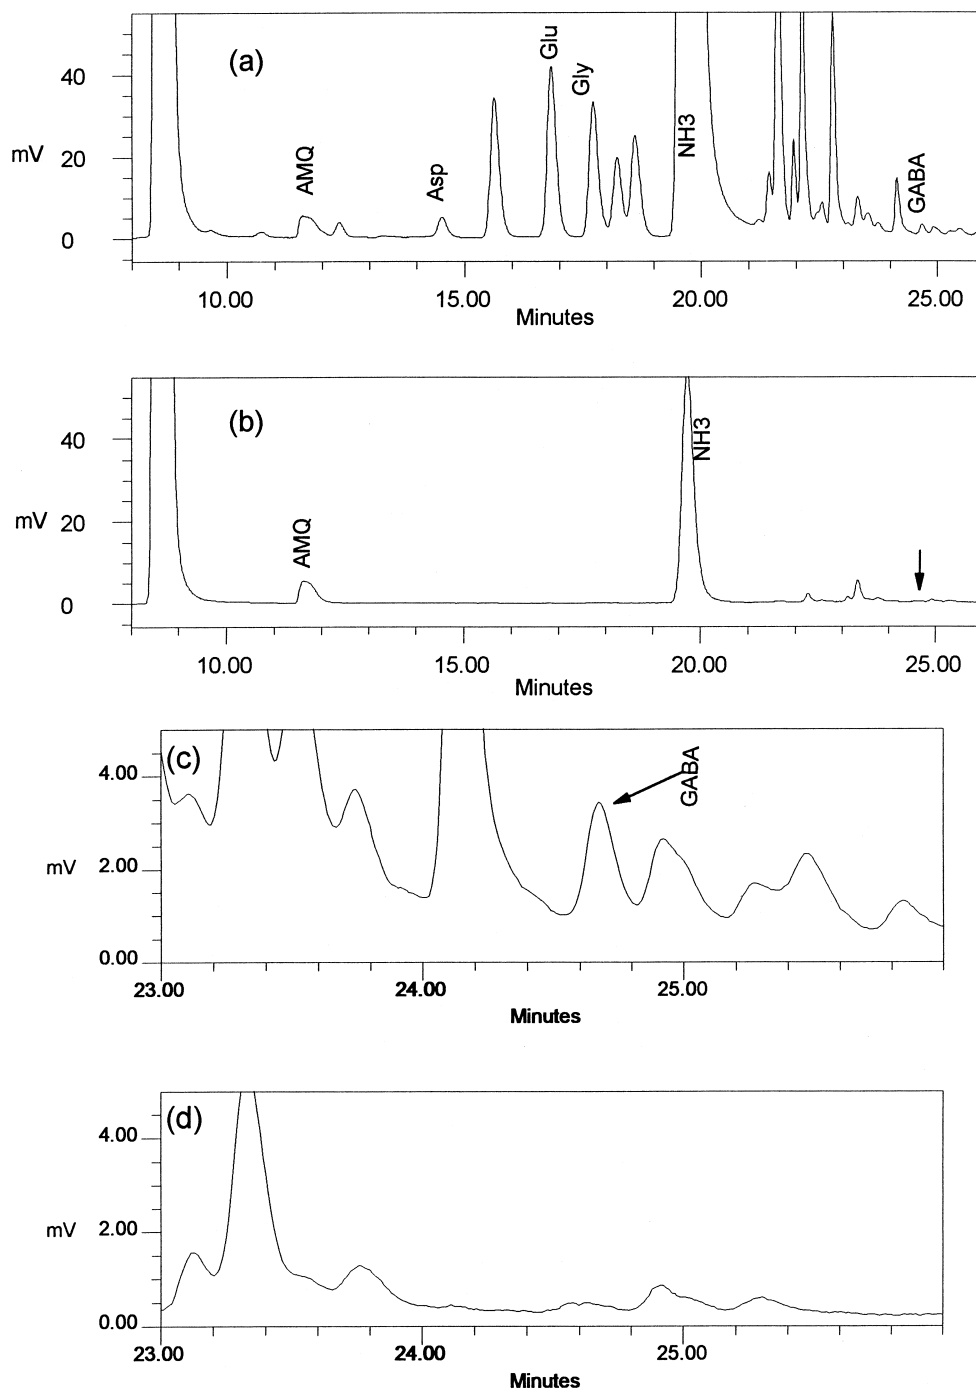 (a)
AMQ
Asp
Glu
Gly
NH3
GABA
40
20
0
mV
10.00 15.00 20.00 25.00
Minutes
(b)
AMQ
NH3
40
20
0
mV
10.00 15.00 20.00 25.00
Minutes
(c)
GABA
4.00
2.00
0.00
mV
23.00 24.00 25.00
Minutes
(d)
4.00
2.00
0.00
mV
23.00 24.00 25.00
Minutes